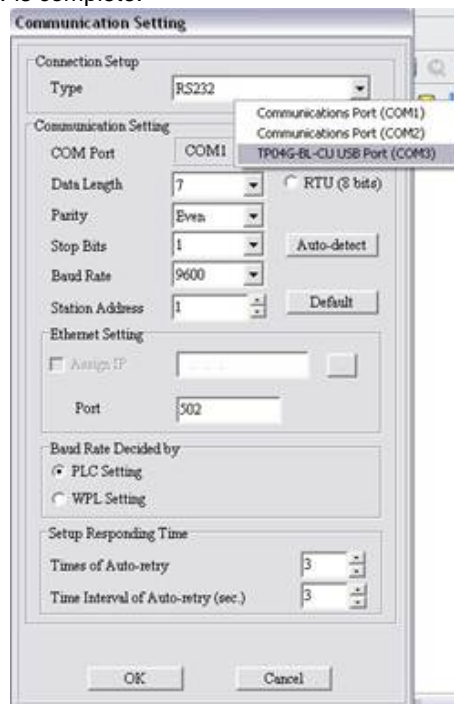 Communication Setting
Connection Setup
Type RS232
Communications Port (COM1)
Communications Port (COM2)
TP04G-BL-CU USB Port (COM3)
Communication Setting
COM Port COM1
Data Length 7 RTU (8 bits)
Parity Even
Stop Bits 1 Auto-detect
Baud Rate 9600
Station Address 1 Default
Ethernet Setting
Assign IP
Port 502
Baud Rate Decided by
PLC Setting
WPL Setting
Setup Responding Time
Times of Auto-retry 3
Time Interval of Auto-retry (sec.) 3
OK Cancel